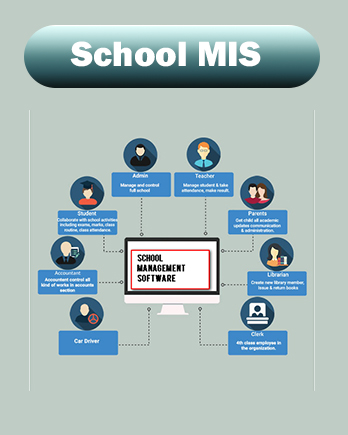 School MIS
Admin
Manage and control
full school
Teacher
Manage student & take
attendance, make result.
Student
Collaborate with school activities
including exams, marks, class
routine, class attendance.
Parents
Get child all academic
updates communication
& administration.
Accountant
Accountant control all
kind of works in accounts
section
SCHOOL
MANAGEMENT
SOFTWARE
Librarian
Create new library member,
Issue & return books
Car Driver
Clerk
4th class employee in
the organization.